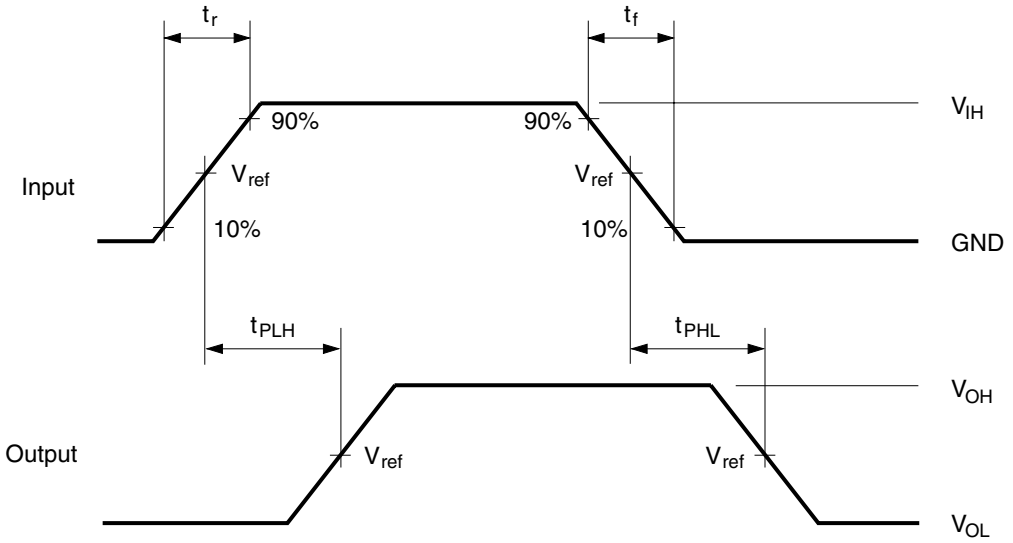 tr
tf
90%
90%
VIH
Input
Vref
Vref
10%
10%
GND
tPLH
tPHL
VOH
Output
Vref
Vref
VOL